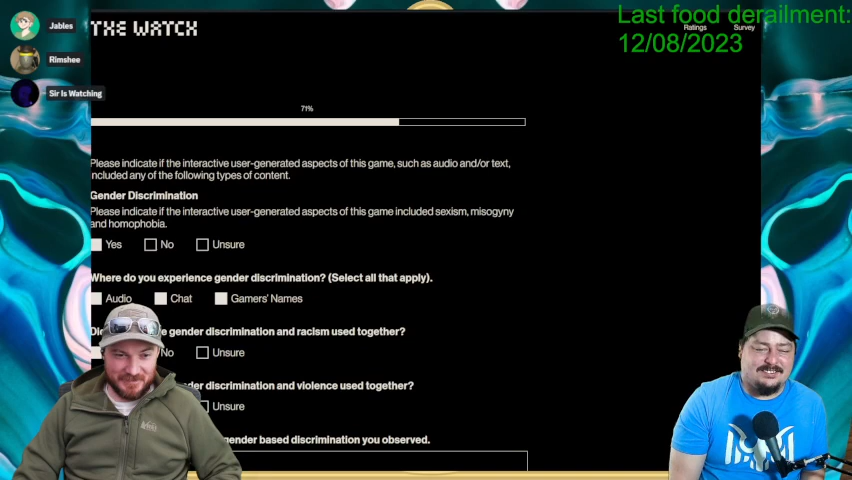 Jables
Rimshee
Sir Is Watching
THE WATCH
Last food derailment:
12/08/2023
Ratings
Survey
71%
Please indicate if the interactive user-generated aspects of this game, such as audio and/or text,
included any of the following types of content.
Gender Discrimination
Please indicate if the interactive user-generated aspects of this game included sexism, misogyny
and homophobia.
Yes No Unsure
Where do you experience gender discrimination? (Select all that apply).
Audio Chat Gamers' Names
gender discrimination and racism used together?
No Unsure
gender discrimination and violence used together?
Unsure
gender based discrimination you observed.